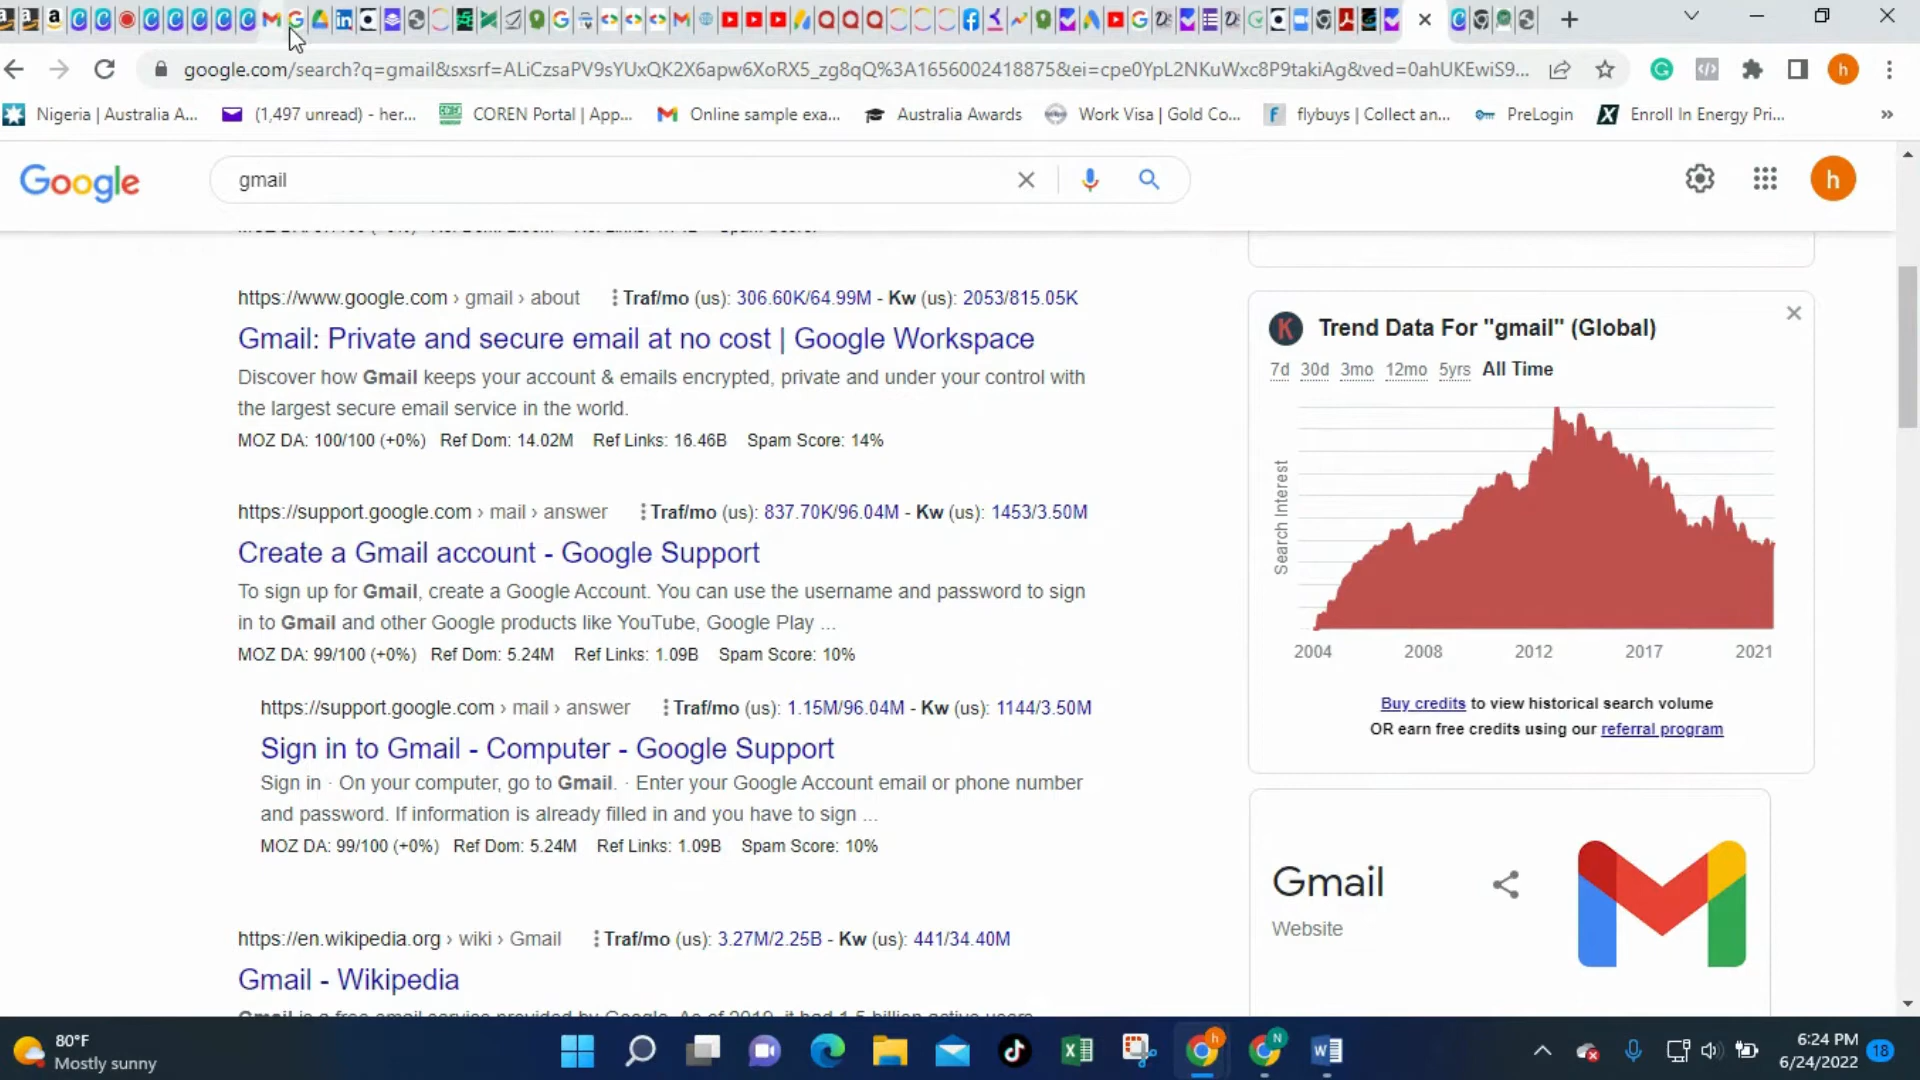 google.com/search?q=gmail&sxsrf=ALiCzsaPV9sYUxQK2X6apw6XoRX5_zg8qQ%3A1656002418875&ei=cpe0YpL2NKuWxc8P9takiAg&ved=0ahUKEwiS9...
Nigeria | Australia A... (1,497 unread) - her... COREN Portal | App... Online sample exa... Australia Awards Work Visa | Gold Co... flybuys | Collect an... PreLogin Enroll In Energy Pri... »
Google gmail h
https://www.google.com › gmail › about Traf/mo (us): 306.60K/64.99M - Kw (us): 2053/815.05K
Gmail: Private and secure email at no cost | Google Workspace
Discover how Gmail keeps your account & emails encrypted, private and under your control with
the largest secure email service in the world.
MOZ DA: 100/100 (+0%) Ref Dom: 14.02M Ref Links: 16.46B Spam Score: 14%
https://support.google.com › mail › answer Traf/mo (us): 837.70K/96.04M - Kw (us): 1453/3.50M
Create a Gmail account - Google Support
To sign up for Gmail, create a Google Account. You can use the username and password to sign
in to Gmail and other Google products like YouTube, Google Play ...
MOZ DA: 99/100 (+0%) Ref Dom: 5.24M Ref Links: 1.09B Spam Score: 10%
https://support.google.com › mail › answer Traf/mo (us): 1.15M/96.04M - Kw (us): 1144/3.50M
Sign in to Gmail - Computer - Google Support
Sign in · On your computer, go to Gmail. · Enter your Google Account email or phone number
and password. If information is already filled in and you have to sign ...
MOZ DA: 99/100 (+0%) Ref Dom: 5.24M Ref Links: 1.09B Spam Score: 10%
https://en.wikipedia.org › wiki › Gmail Traf/mo (us): 3.27M/2.25B - Kw (us): 441/34.40M
Gmail - Wikipedia
Trend Data For "gmail" (Global)
7d 30d 3mo 12mo 5yrs All Time
Search Interest
2004 2008 2012 2017 2021
Buy credits to view historical search volume
OR earn free credits using our referral program
Gmail
Website
80°F
Mostly sunny
6:24 PM
6/24/2022 18